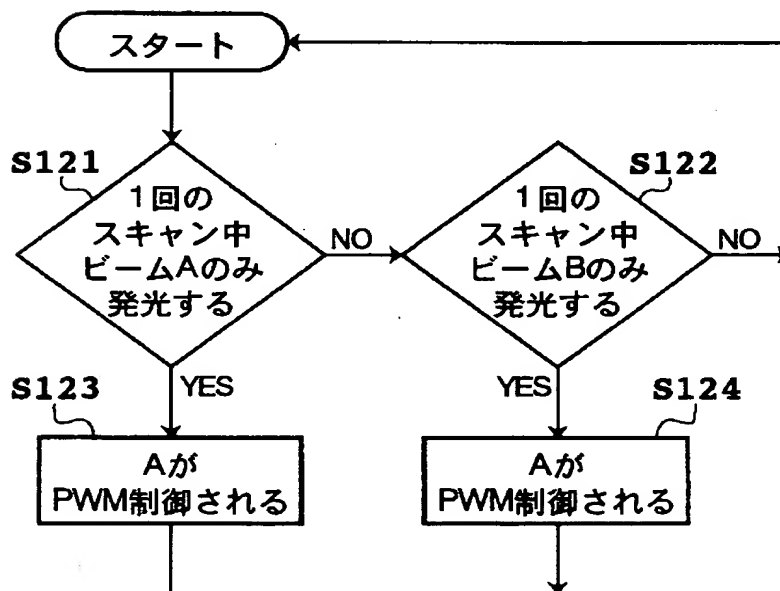 スタート
S121
1回の
スキャン中
ビームAのみ
発光する
NO
S122
1回の
スキャン中
ビームBのみ
発光する
NO
YES
S123
Aが
PWM制御される
YES
S124
Aが
PWM制御される